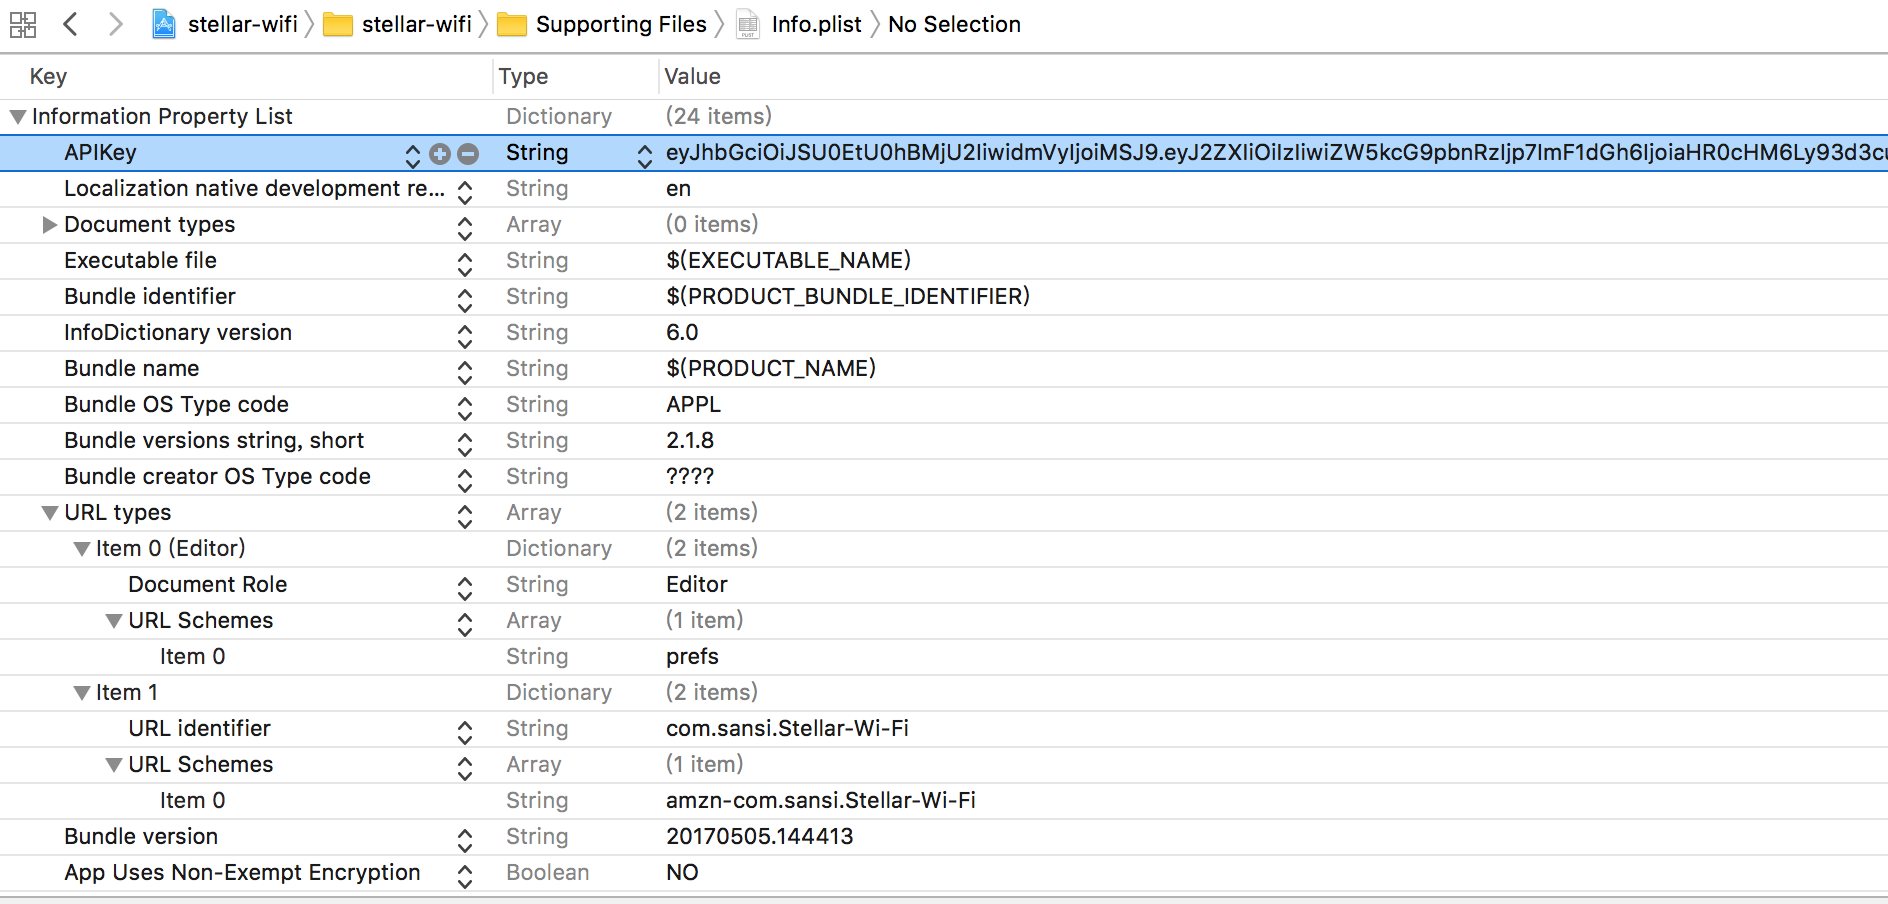 stellar-wifi stellar-wifi Supporting Files Info.plist No Selection
Key Type Value
Information Property List Dictionary (24 items)
APIKey String eyJhbGciOiJSU0EtU0hBMjU2IiwidmVyIjoiMSJ9.eyJ2ZXIiOiIzIiwiZW5kcG9pbnRzIjp7ImF1dGh6IjoiaHR0cHM6Ly93d3cu
Localization native development re... String en
Document types Array (0 items)
Executable file String $(EXECUTABLE_NAME)
Bundle identifier String $(PRODUCT_BUNDLE_IDENTIFIER)
InfoDictionary version String 6.0
Bundle name String $(PRODUCT_NAME)
Bundle OS Type code String APPL
Bundle versions string, short String 2.1.8
Bundle creator OS Type code String ????
URL types Array (2 items)
Item 0 (Editor) Dictionary (2 items)
Document Role String Editor
URL Schemes Array (1 item)
Item 0 String prefs
Item 1 Dictionary (2 items)
URL identifier String com.sansi.Stellar-Wi-Fi
URL Schemes Array (1 item)
Item 0 String amzn-com.sansi.Stellar-Wi-Fi
Bundle version String 20170505.144413
App Uses Non-Exempt Encryption Boolean NO